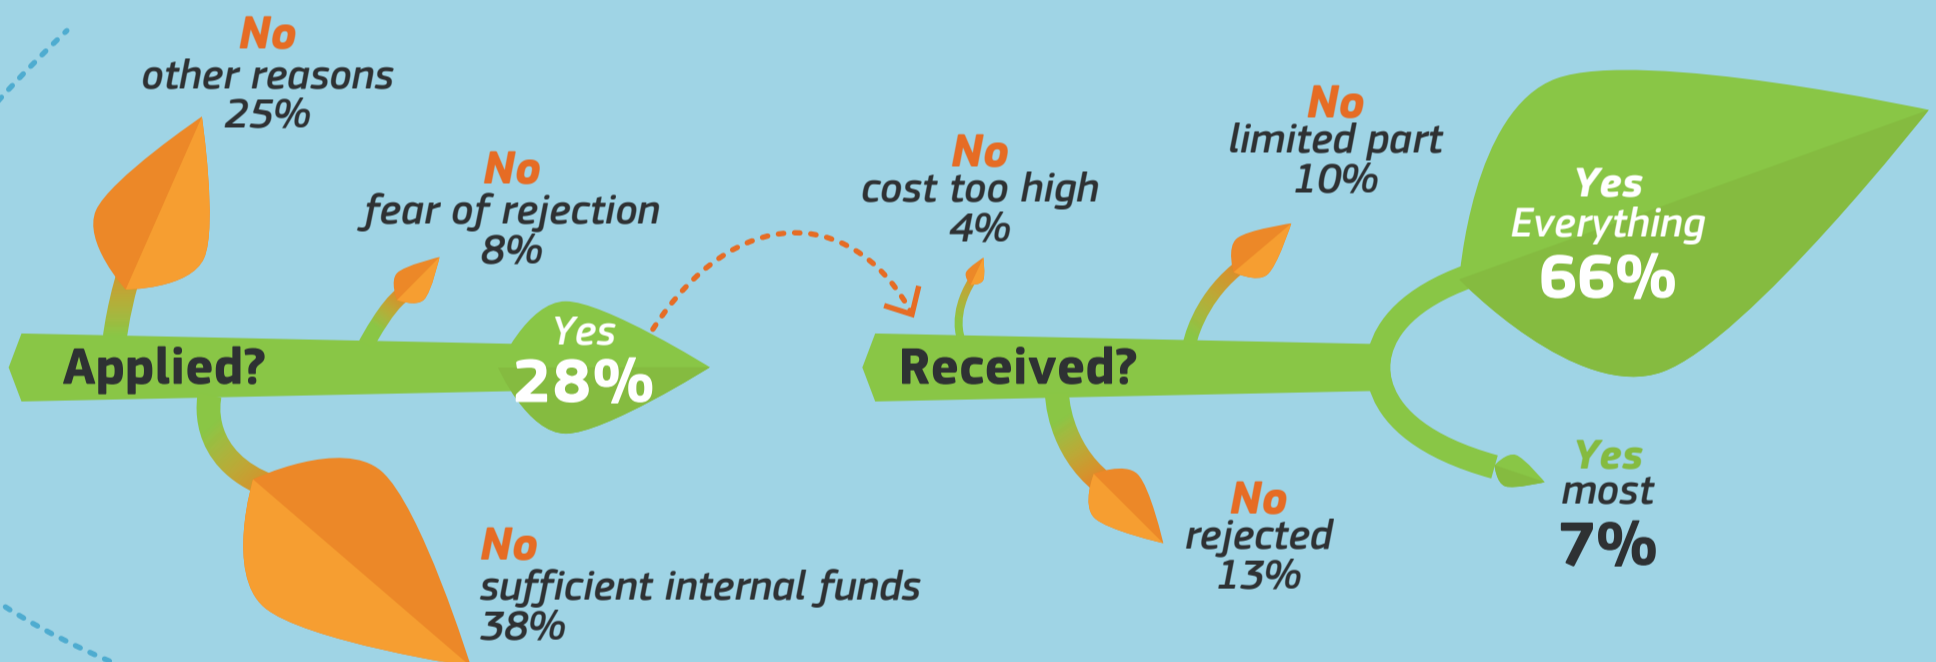 No
other reasons
25%
No
fear of rejection
8%
Applied?
Yes
28%
No
sufficient internal funds
38%
No
cost too high
4%
No
limited part
10%
Received?
No
rejected
13%
Yes
Everything
66%
Yes
most
7%